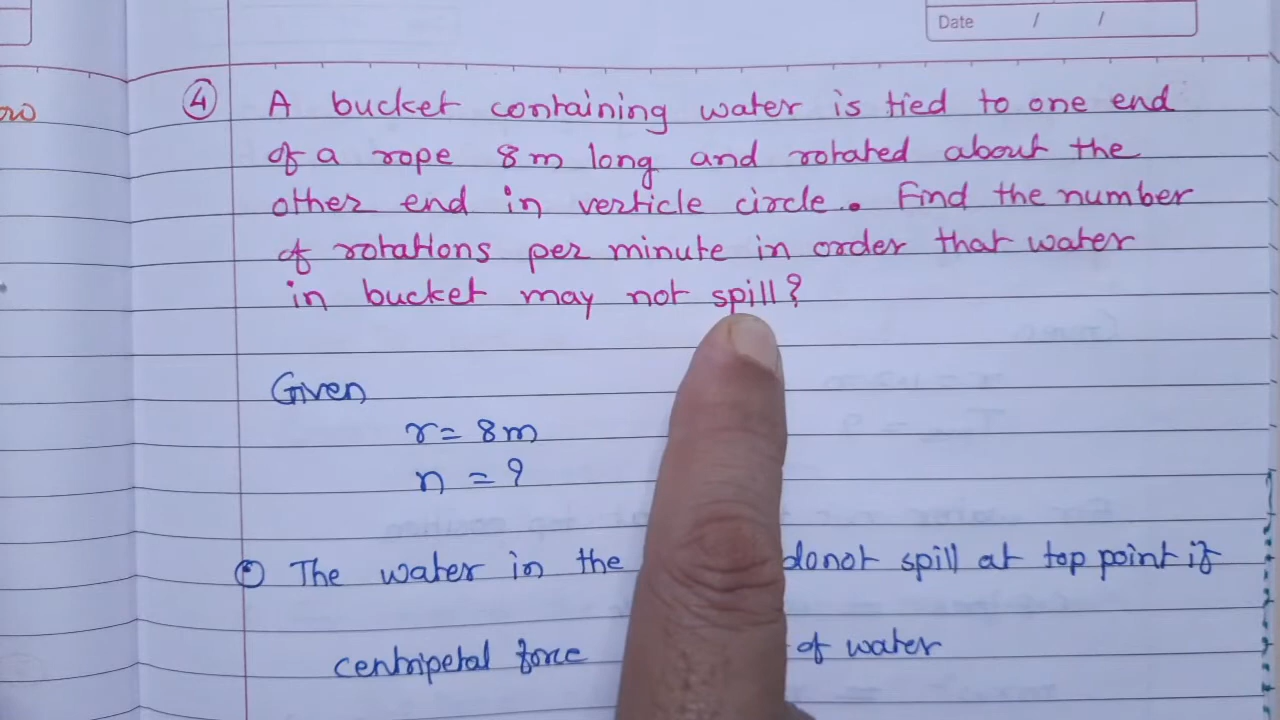 Date / /
④ A bucket containing water is tied to one end
of a rope 8m long and rotated about the
other end in verticle circle. Find the number
of rotations per minute in order that water
in bucket may not spill?
Given
r = 8m
n = ?
The water in the donot spill at top point if
centripetal force of water